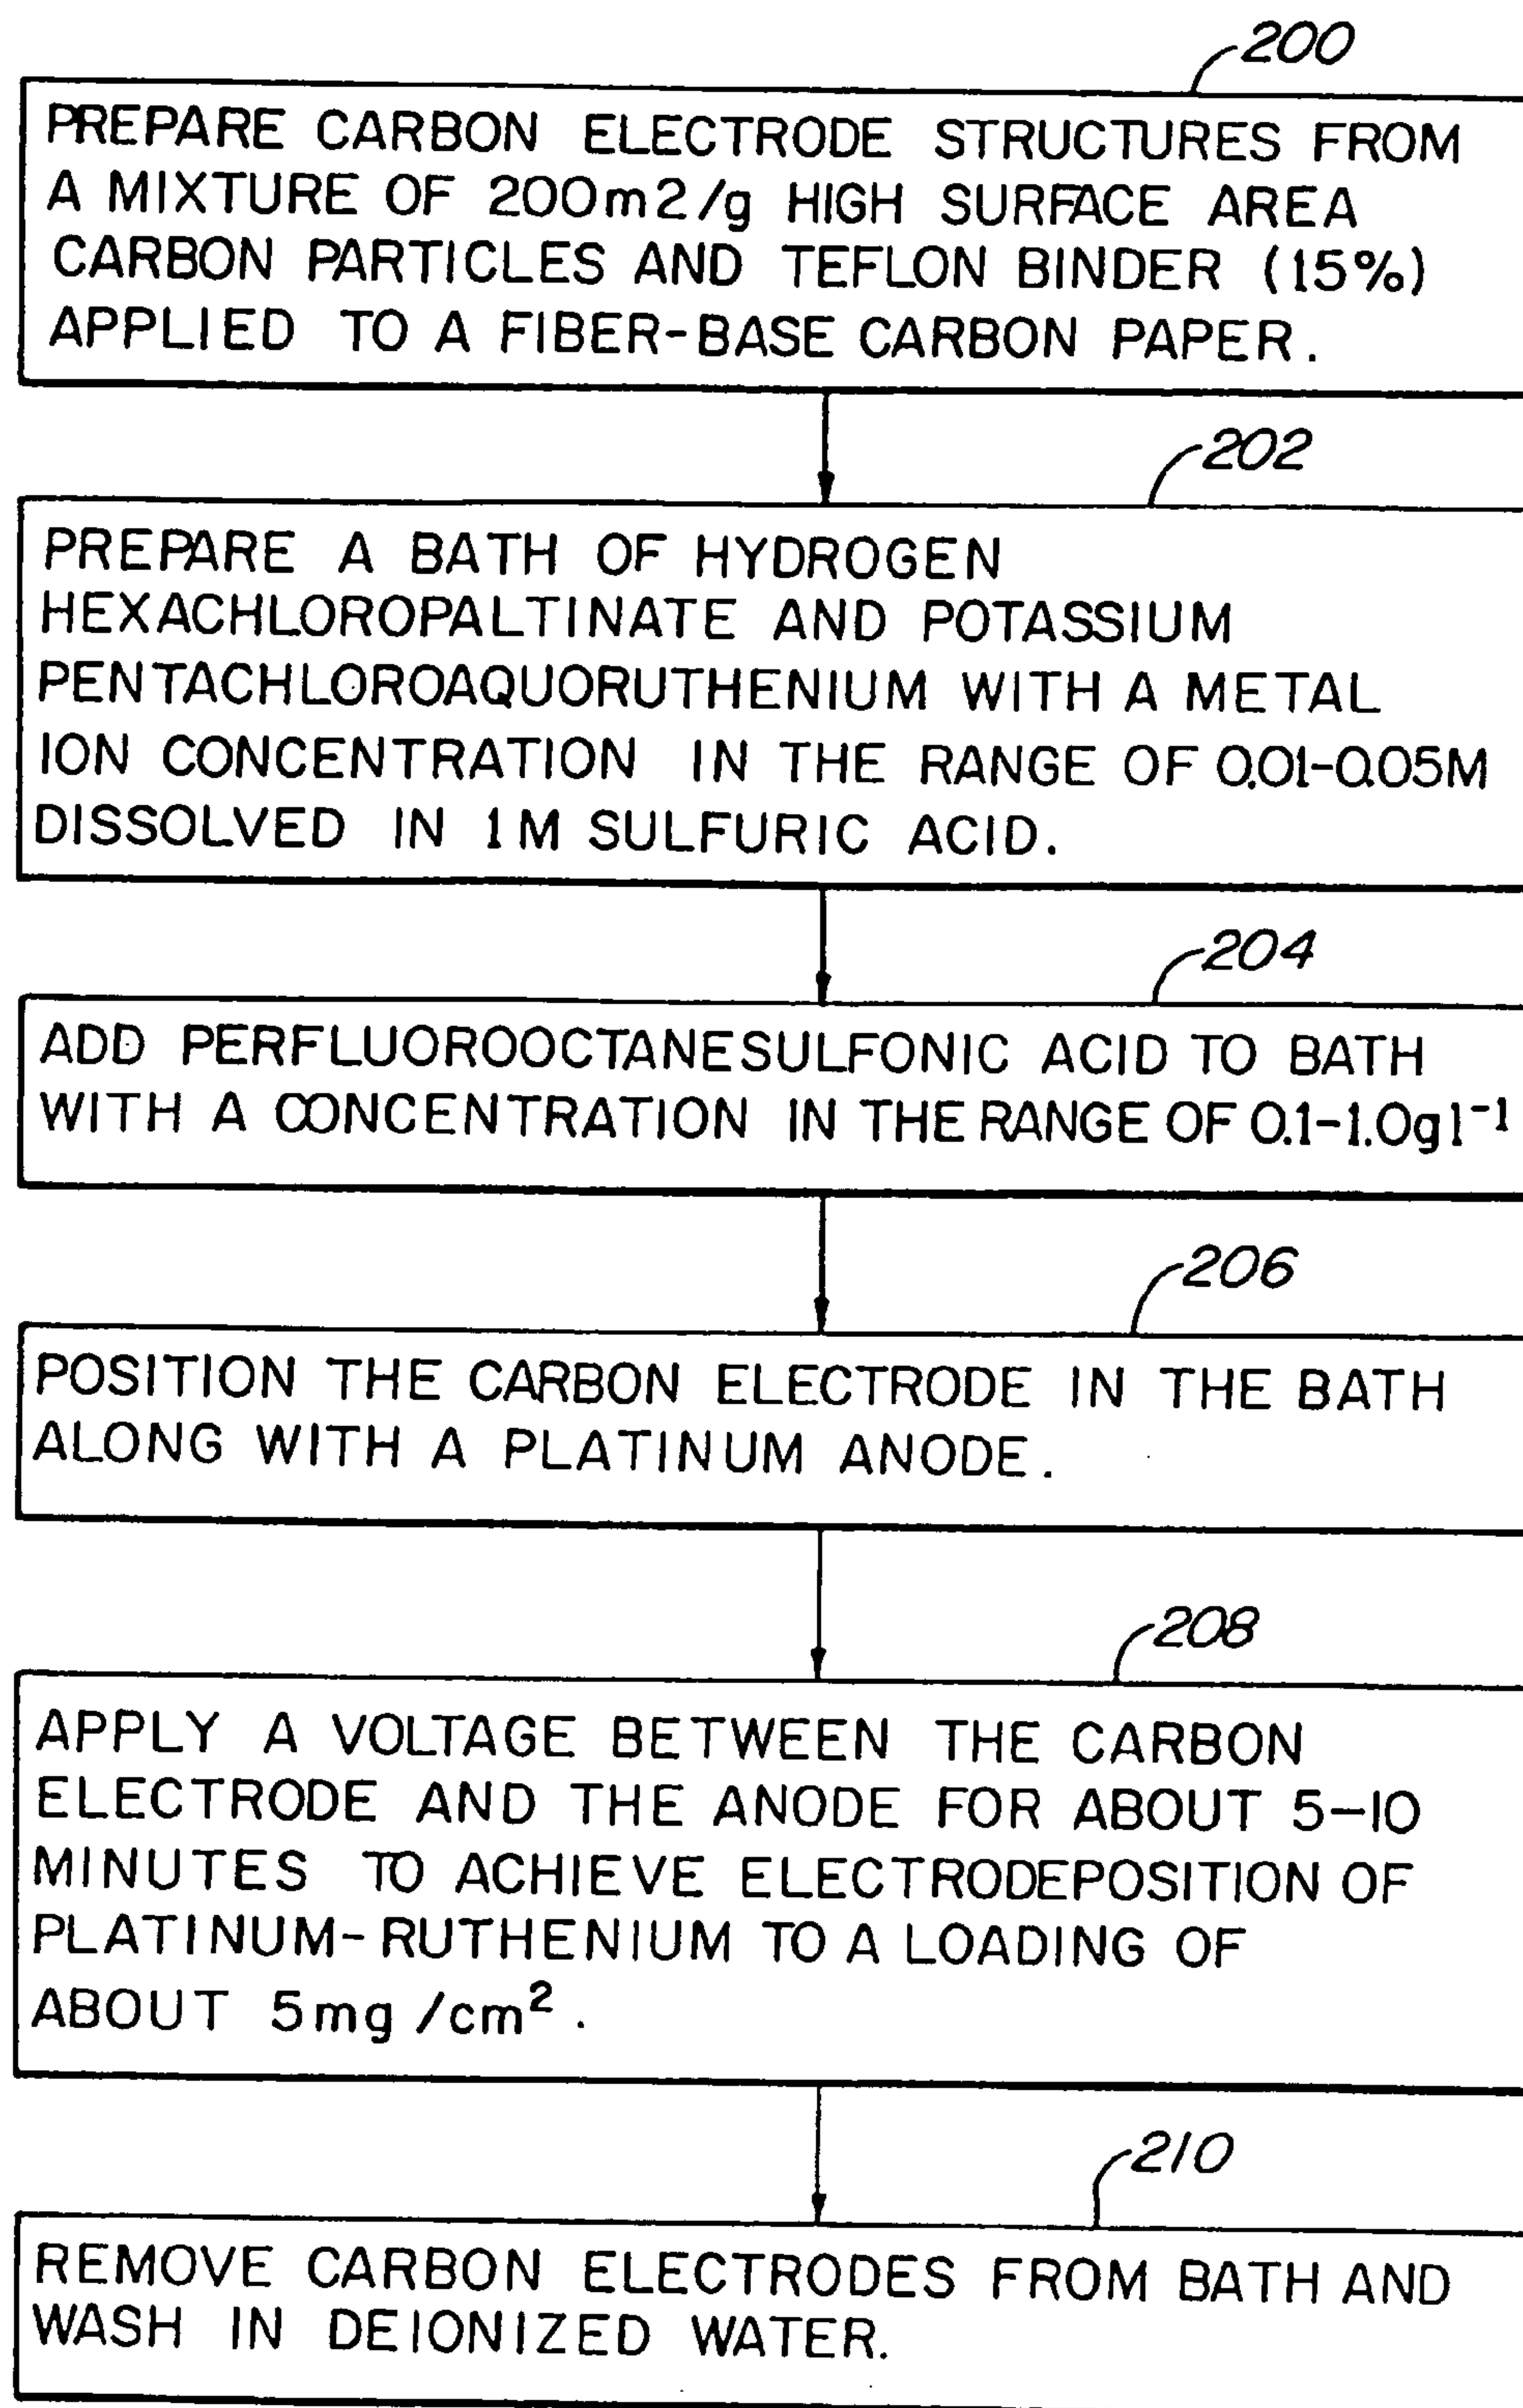 200
PREPARE CARBON ELECTRODE STRUCTURES FROM
A MIXTURE OF 200m2/g HIGH SURFACE AREA
CARBON PARTICLES AND TEFLON BINDER (15%)
APPLIED TO A FIBER-BASE CARBON PAPER.
202
PREPARE A BATH OF HYDROGEN
HEXACHLOROPALTINATE AND POTASSIUM
PENTACHLOROAQUORUTHENIUM WITH A METAL
ION CONCENTRATION IN THE RANGE OF 0.01-0.05M
DISSOLVED IN 1M SULFURIC ACID.
204
ADD PERFLUOROOCTANESULFONIC ACID TO BATH
WITH A CONCENTRATION IN THE RANGE OF 0.1-1.0gl⁻¹
206
POSITION THE CARBON ELECTRODE IN THE BATH
ALONG WITH A PLATINUM ANODE.
208
APPLY A VOLTAGE BETWEEN THE CARBON
ELECTRODE AND THE ANODE FOR ABOUT 5-10
MINUTES TO ACHIEVE ELECTRODEPOSITION OF
PLATINUM-RUTHENIUM TO A LOADING OF
ABOUT 5mg/cm².
210
REMOVE CARBON ELECTRODES FROM BATH AND
WASH IN DEIONIZED WATER.